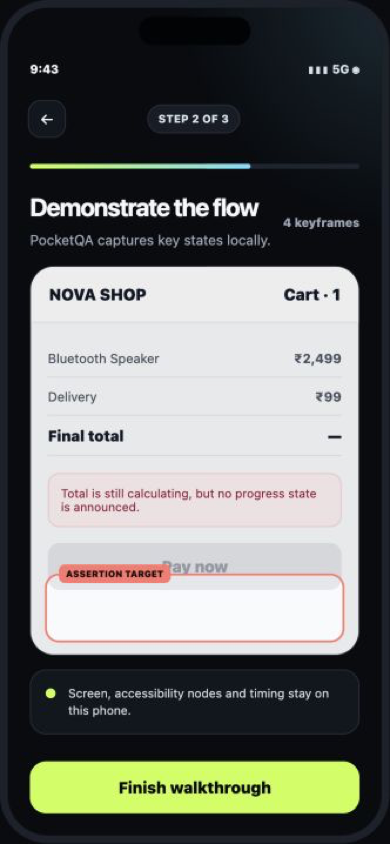 9:43
5G
STEP 2 OF 3
Demonstrate the flow
4 keyframes
PocketQA captures key states locally.
NOVA SHOP
Cart · 1
Bluetooth Speaker
₹2,499
Delivery
₹99
Final total
—
Total is still calculating, but no progress state
is announced.
Pay now
ASSERTION TARGET
Screen, accessibility nodes and timing stay on
this phone.
Finish walkthrough